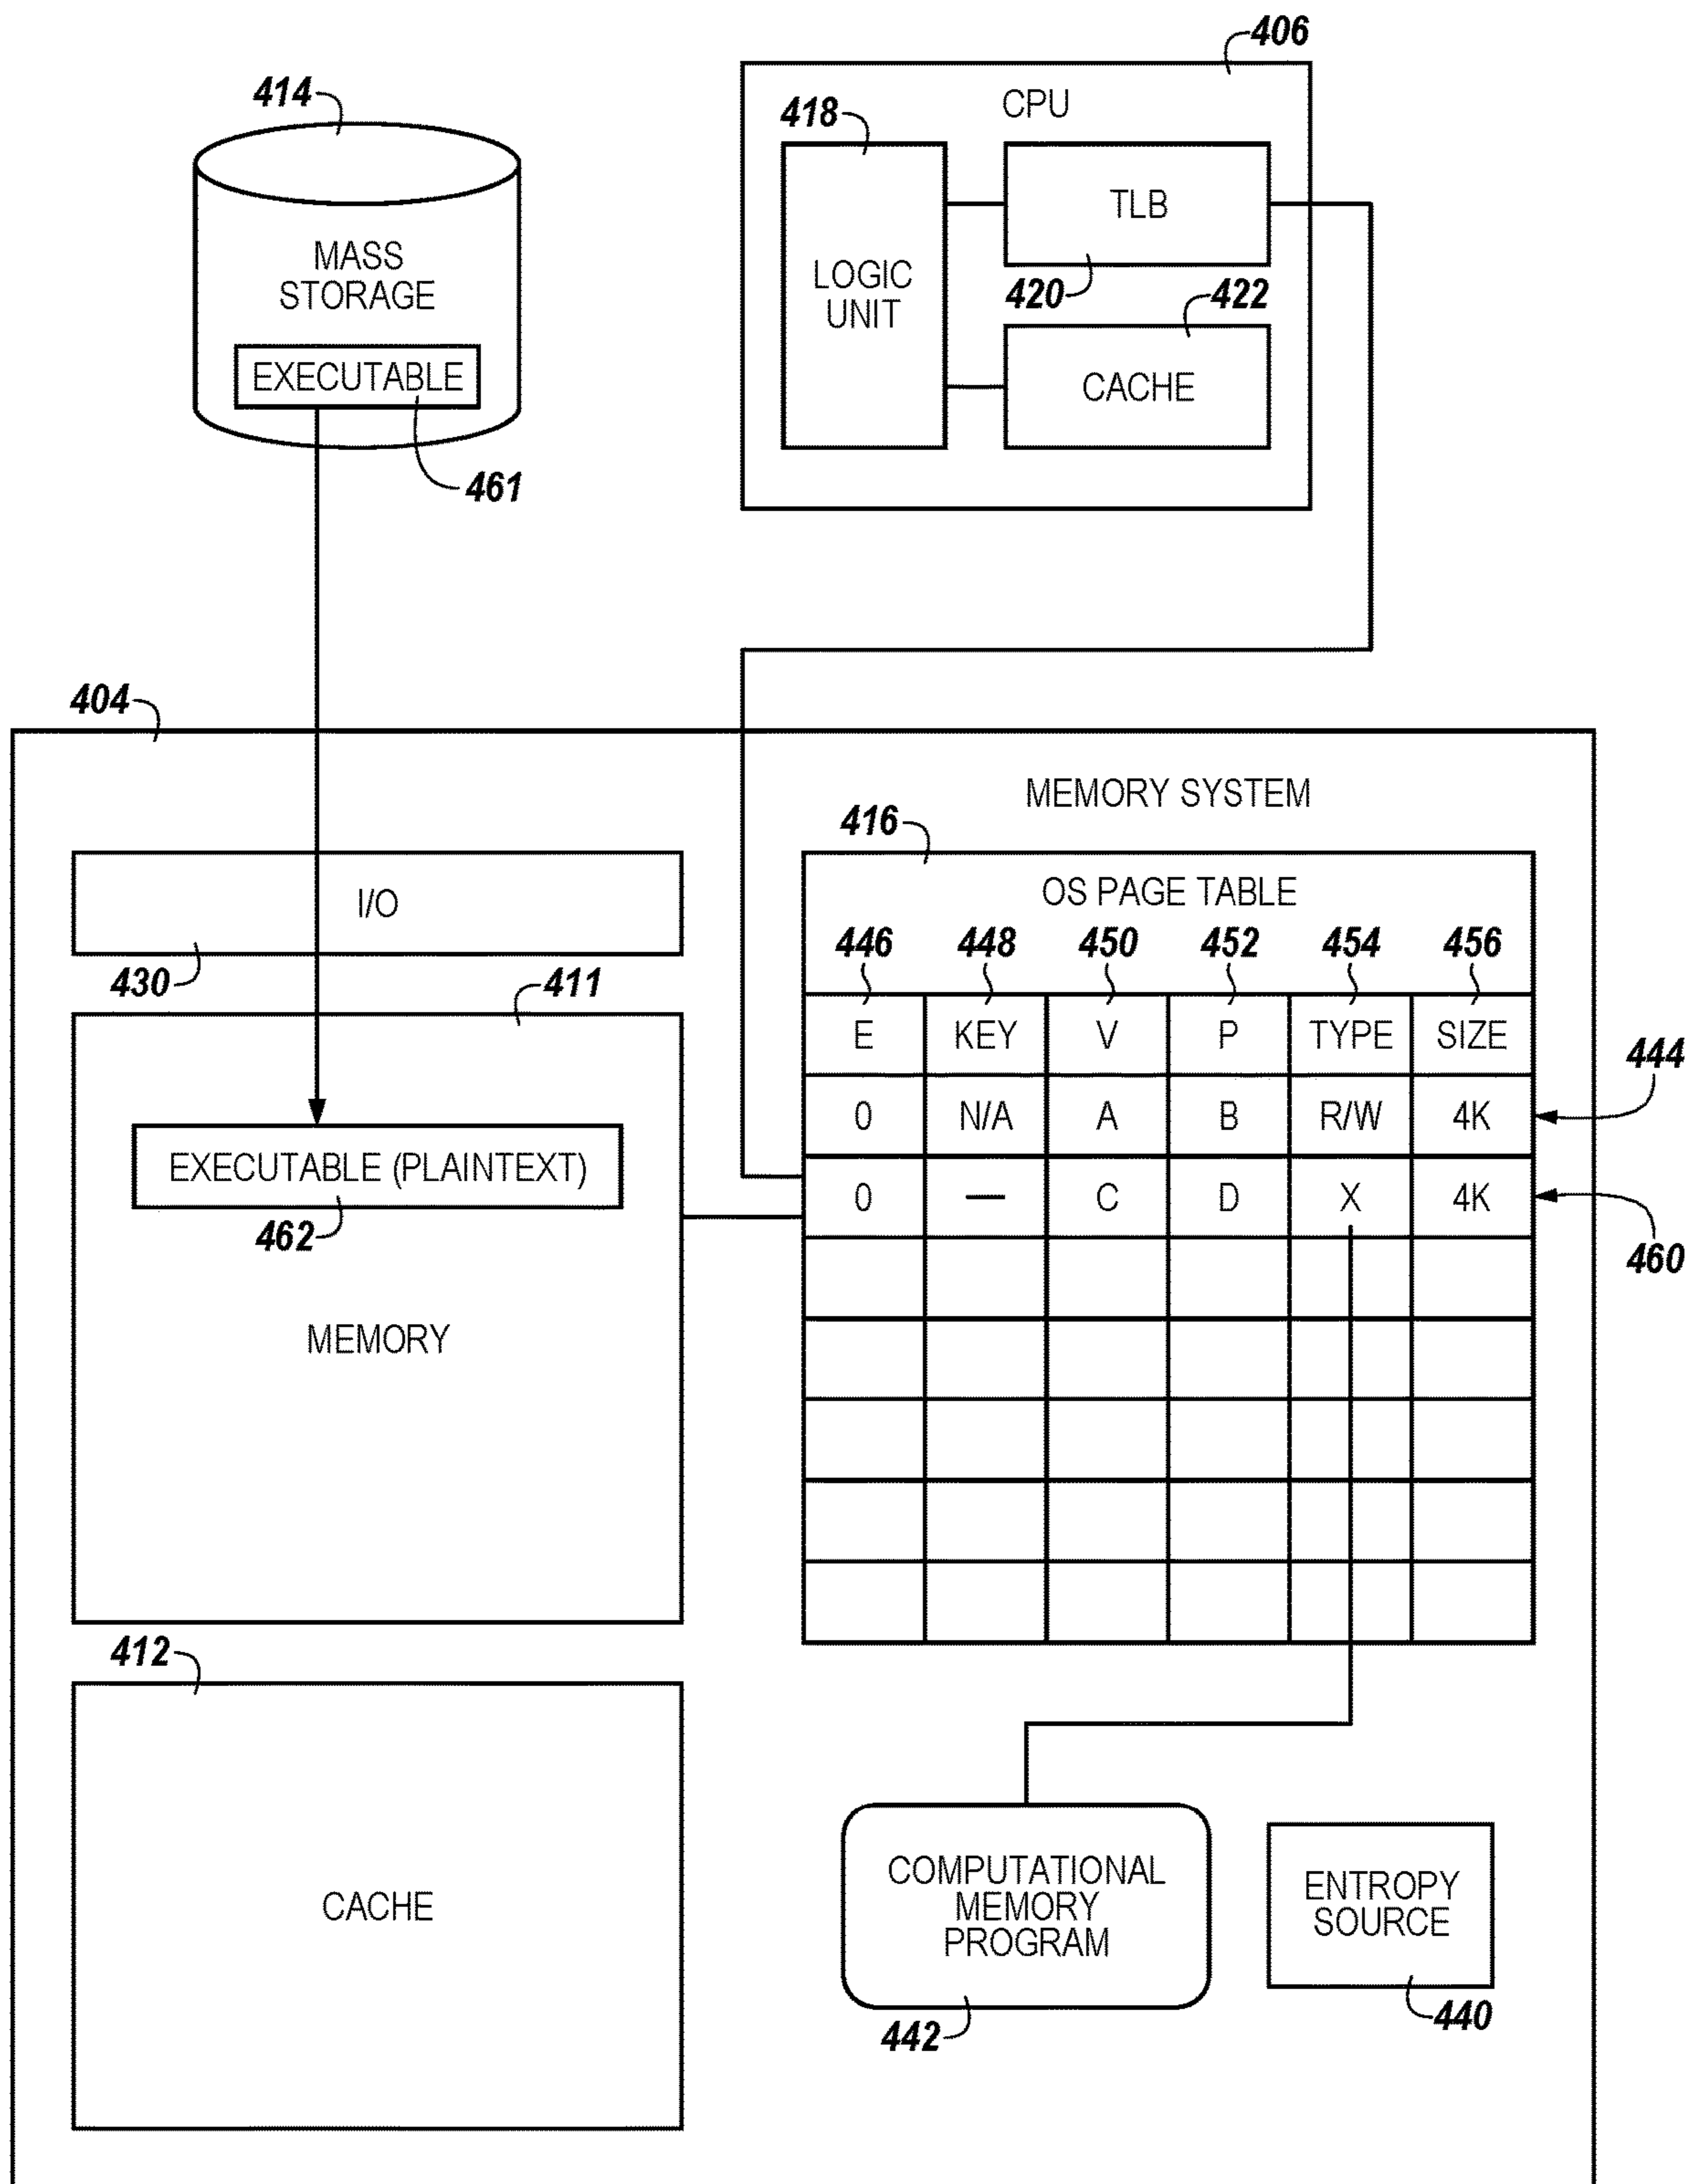 406
414
CPU
418
TLB
MASS
STORAGE
LOGIC
UNIT
420
422
EXECUTABLE
CACHE
461
404
MEMORY SYSTEM
416
I/O
OS PAGE TABLE
446 448 450 452 454 456
430
411
E KEY V P TYPE SIZE
444
0 N/A A B R/W 4K
EXECUTABLE (PLAINTEXT)
0 — C D X 4K
462
460
MEMORY
412
COMPUTATIONAL
MEMORY
PROGRAM
ENTROPY
SOURCE
CACHE
442
440